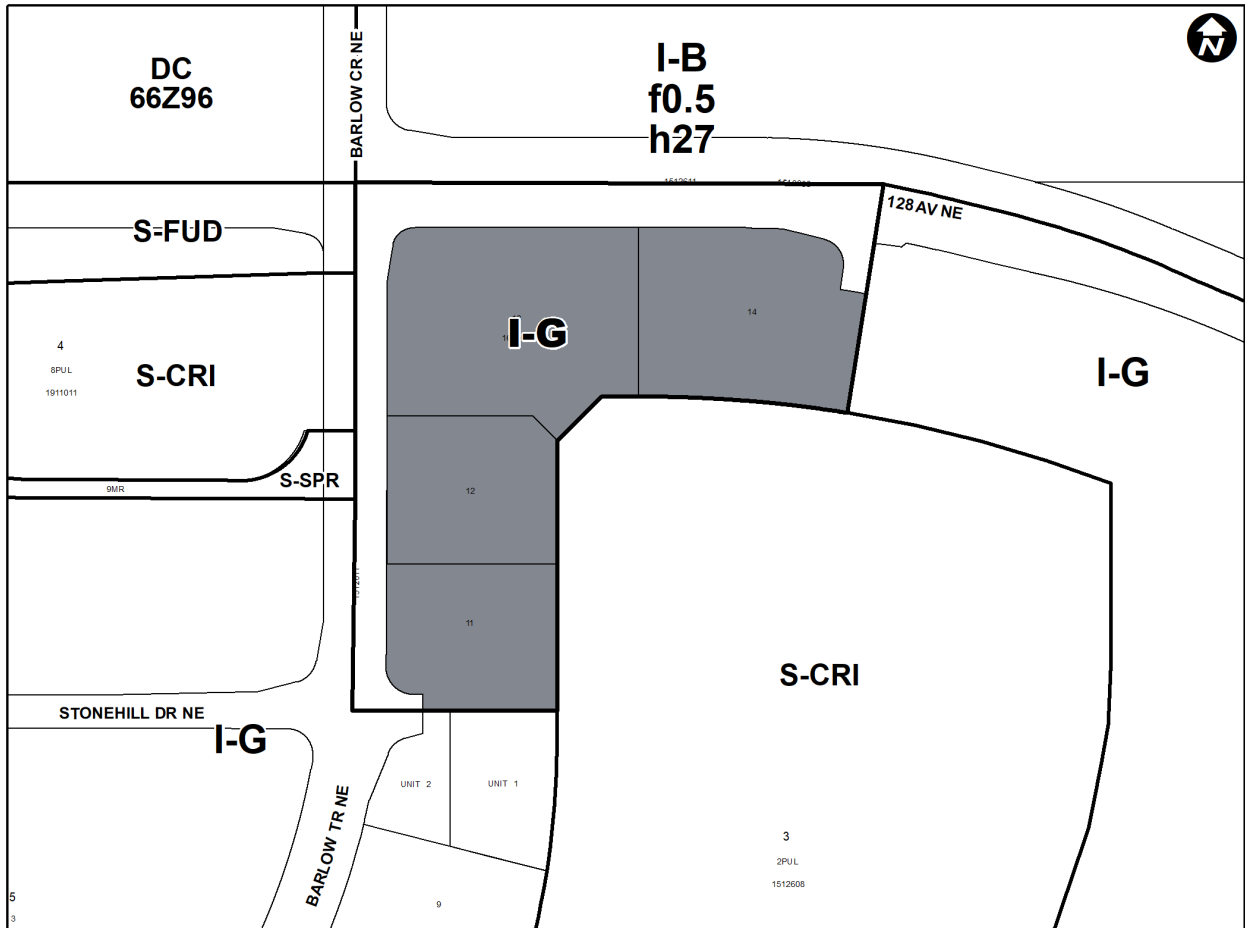 N
DC
66Z96
BARLOW CR NE
I-B
f0.5
h27
1512611
128 AV NE
S-FUD
I-G
14
4
8PUL
1911011
S-CRI
I-G
S-SPR
9MR
12
11
S-CRI
STONEHILL DR NE
I-G
UNIT 2
UNIT 1
BARLOW TR NE
3
2PUL
1512608
9
5
3